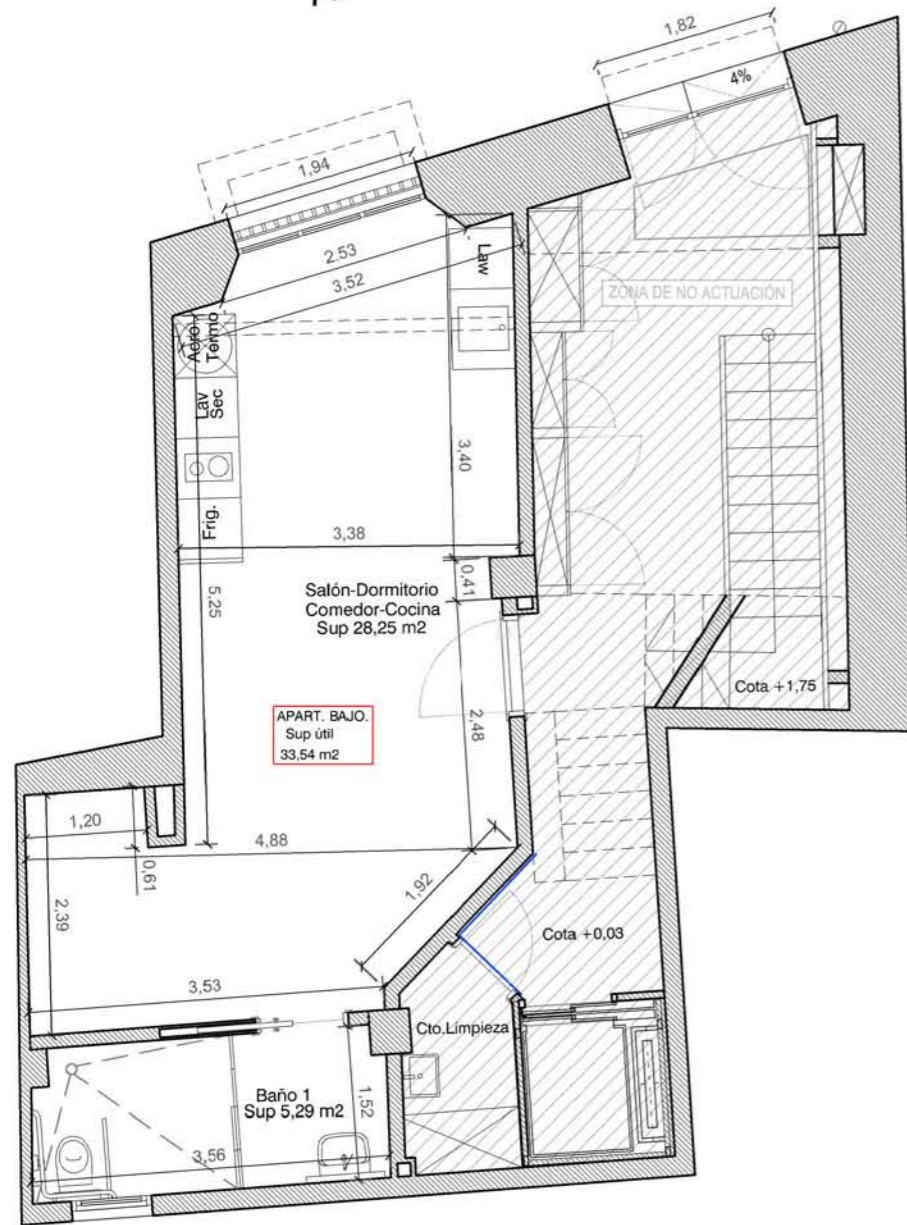 1,82
4%
1,94
2.53
3,52
Law
ZONA DE NO ACTUACIÓN
Aero.
Termo
Lav
Sec
3,40
Frig.
3,38
0,41
5,25
Salón-Dormitorio
Comedor-Cocina
Sup 28,25 m2
Cota +1,75
APART. BAJO.
Sup útil
33,54 m2
2,48
1,20
4,88
0,61
1,92
2,39
Cota +0,03
3,53
Cto.Limpieza
Baño 1
Sup 5,29 m2
1,52
3,56